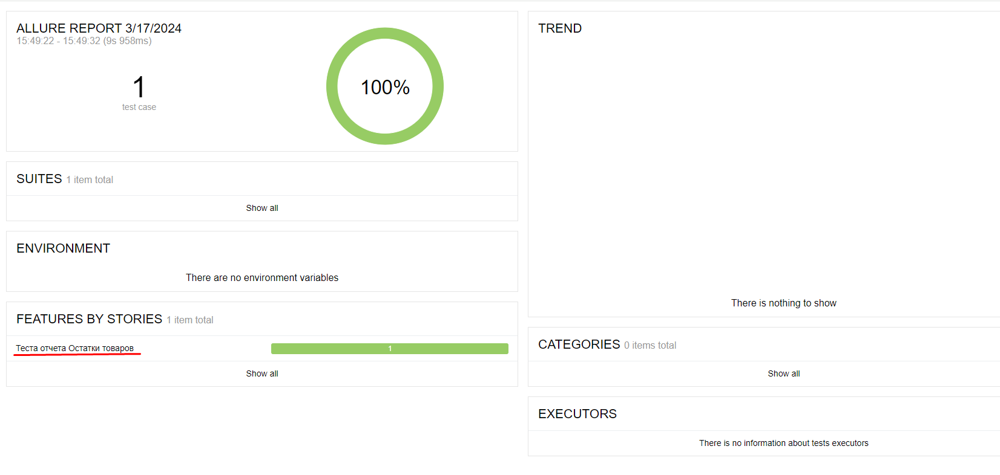 ALLURE REPORT 3/17/2024
15:49:22 - 15:49:32 (9s 958ms)
1
test case
100%
SUITES 1 item total
Show all
ENVIRONMENT
There are no environment variables
FEATURES BY STORIES 1 item total
Теста отчета Остатки товаров 1
Show all
TREND
There is nothing to show
CATEGORIES 0 items total
Show all
EXECUTORS
There is no information about tests executors